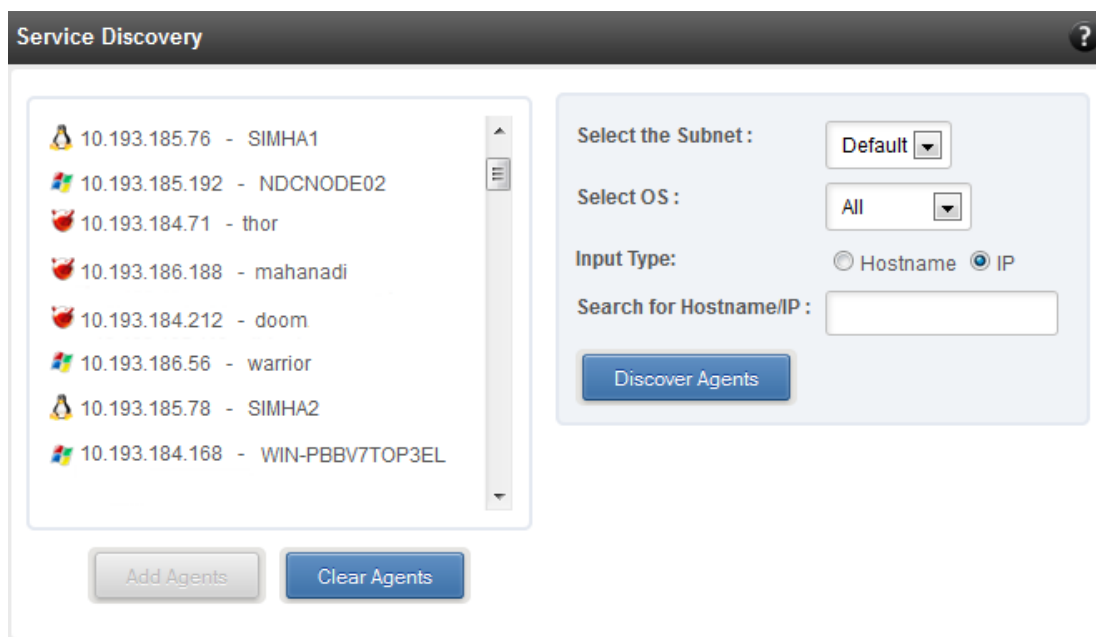 Service Discovery
?
10.193.185.76 - SIMHA1
10.193.185.192 - NDCNODE02
10.193.184.71 - thor
10.193.186.188 - mahanadi
10.193.184.212 - doom
10.193.186.56 - warrior
10.193.185.78 - SIMHA2
10.193.184.168 - WIN-PBBV7TOP3EL
Add Agents
Clear Agents
Select the Subnet :
Default
Select OS :
All
Input Type:
Hostname
IP
Search for Hostname/IP :
Discover Agents